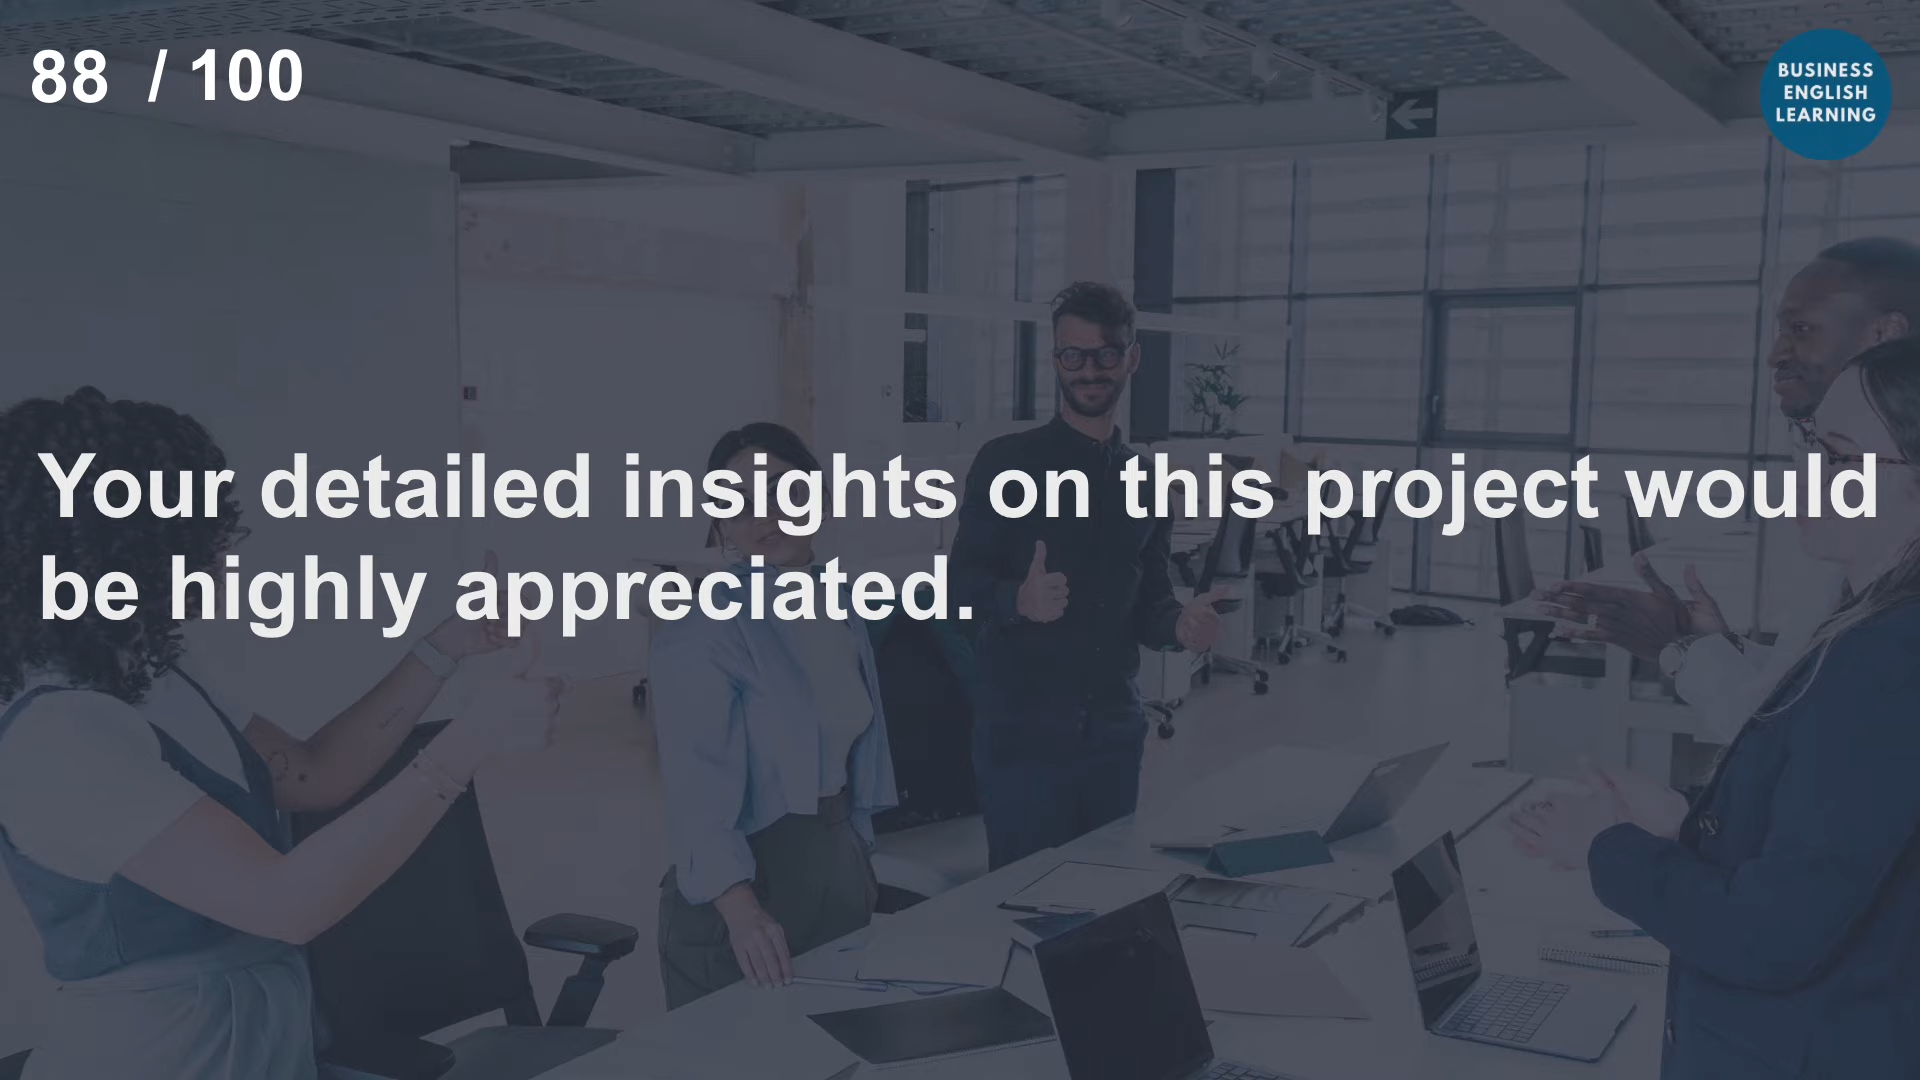 88 / 100
BUSINESS
ENGLISH
LEARNING
Your detailed insights on this project would
be highly appreciated.